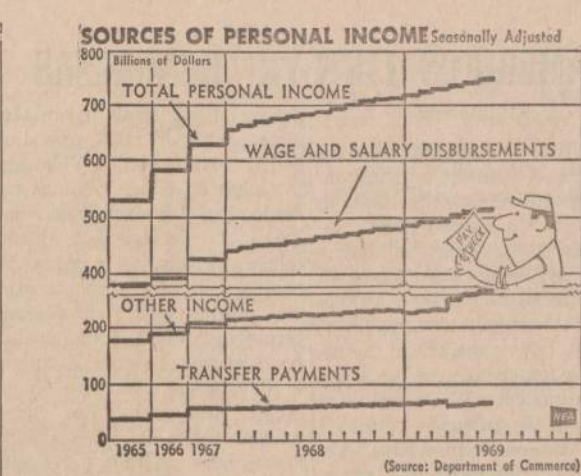 SOURCES OF PERSONAL INCOME Seasonally Adjusted
800
Billions of Dollars
TOTAL PERSONAL INCOME
700
WAGE AND SALARY DISBURSEMENTS
600
500
PAY
CHECK
400
OTHER INCOME
200
TRANSFER PAYMENTS
100
NEA
0
1965 1966 1967 1968 1969
(Source: Department of Commerce)